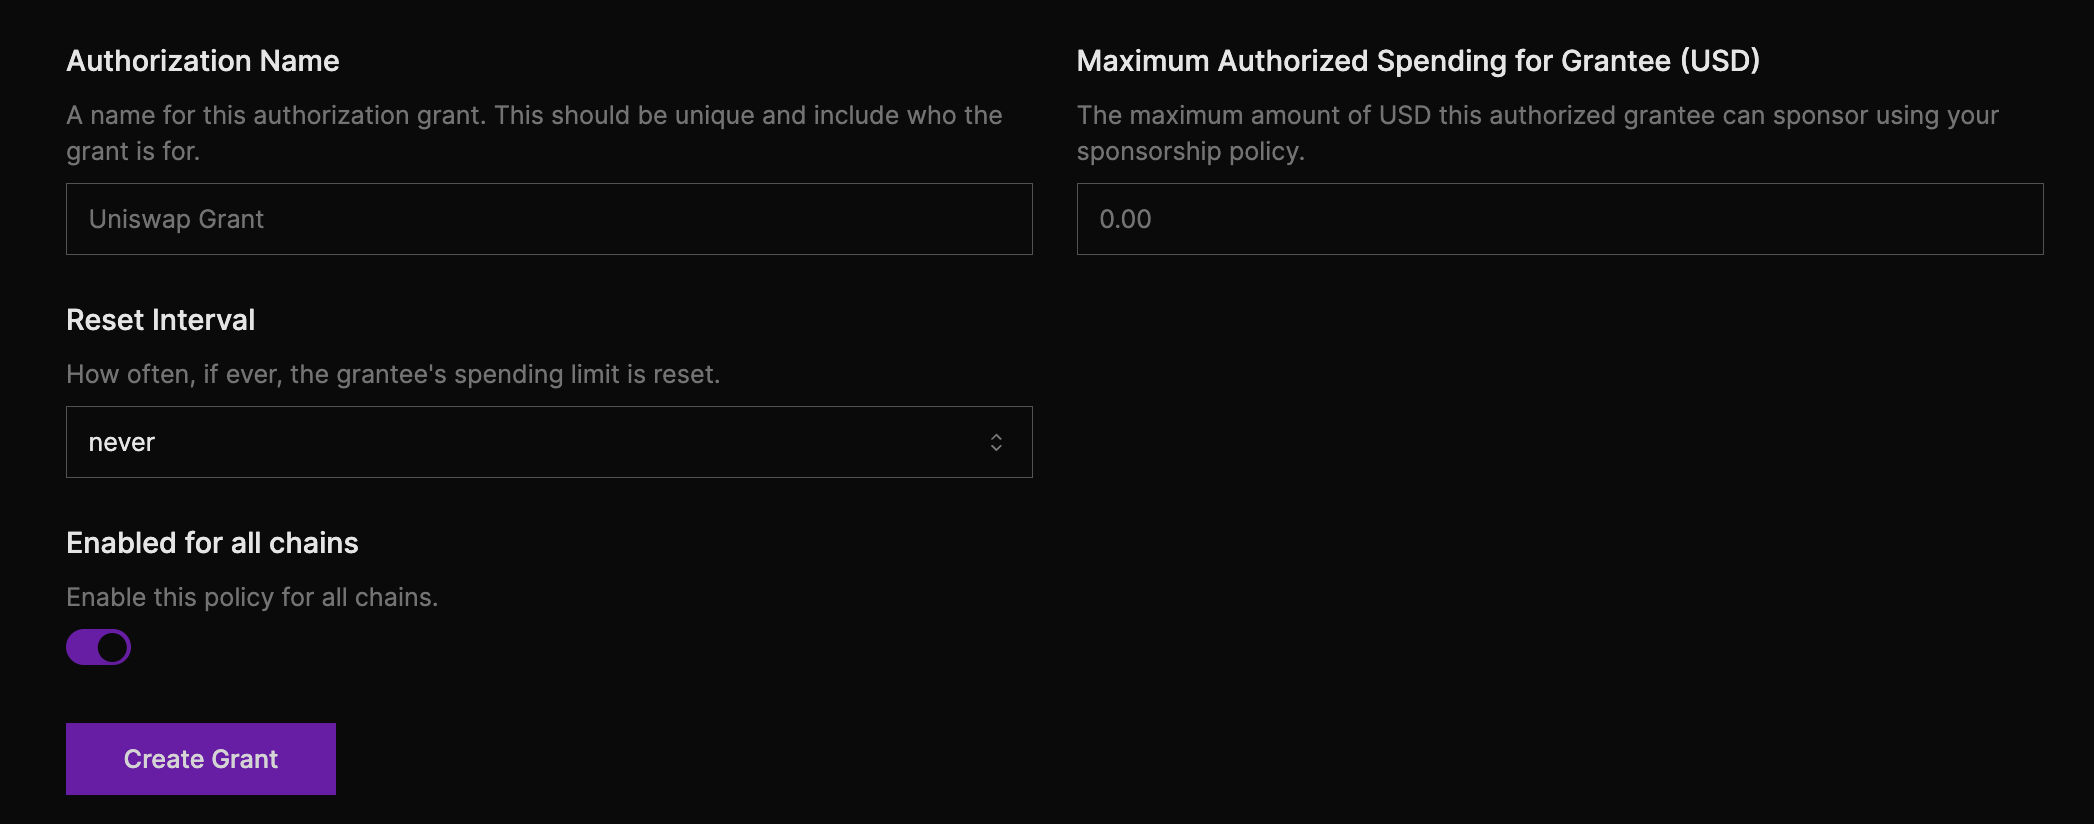 Authorization Name
A name for this authorization grant. This should be unique and include who the
grant is for.
Uniswap Grant
Maximum Authorized Spending for Grantee (USD)
The maximum amount of USD this authorized grantee can sponsor using your
sponsorship policy.
0.00
Reset Interval
How often, if ever, the grantee's spending limit is reset.
never
Enabled for all chains
Enable this policy for all chains.
Create Grant